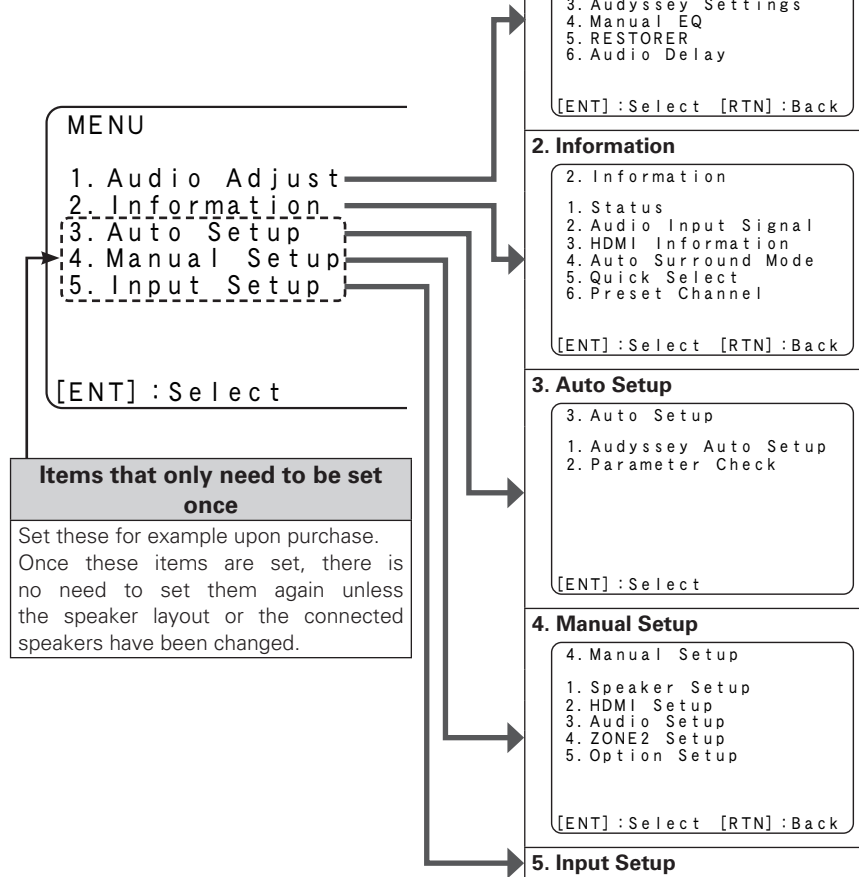 MENU
1. Audio Adjust
2. Information
3. Auto Setup
4. Manual Setup
5. Input Setup
[ENT] : Select
Items that only need to be set
once
Set these for example upon purchase.
Once these items are set, there is
no need to set them again unless
the speaker layout or the connected
speakers have been changed.
3. Audyssey Settings
4. Manual EQ
5. RESTORER
6. Audio Delay
[ENT] : Select [RTN] : Back
2. Information
2. Information
1. Status
2. Audio Input Signal
3. HDMI Information
4. Auto Surround Mode
5. Quick Select
6. Preset Channel
[ENT] : Select [RTN] : Back
3. Auto Setup
3. Auto Setup
1. Audyssey Auto Setup
2. Parameter Check
[ENT] : Select
4. Manual Setup
4. Manual Setup
1. Speaker Setup
2. HDMI Setup
3. Audio Setup
4. ZONE2 Setup
5. Option Setup
[ENT] : Select [RTN] : Back
5. Input Setup